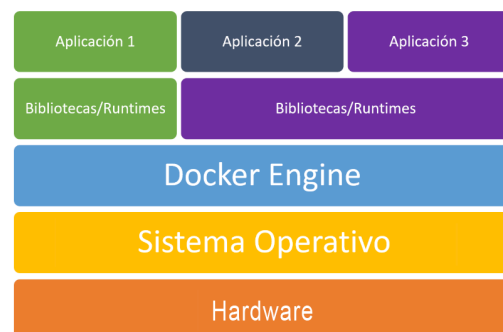 Aplicación 1
Aplicación 2
Aplicación 3
Bibliotecas/Runtimes
Bibliotecas/Runtimes
Docker Engine
Sistema Operativo
Hardware